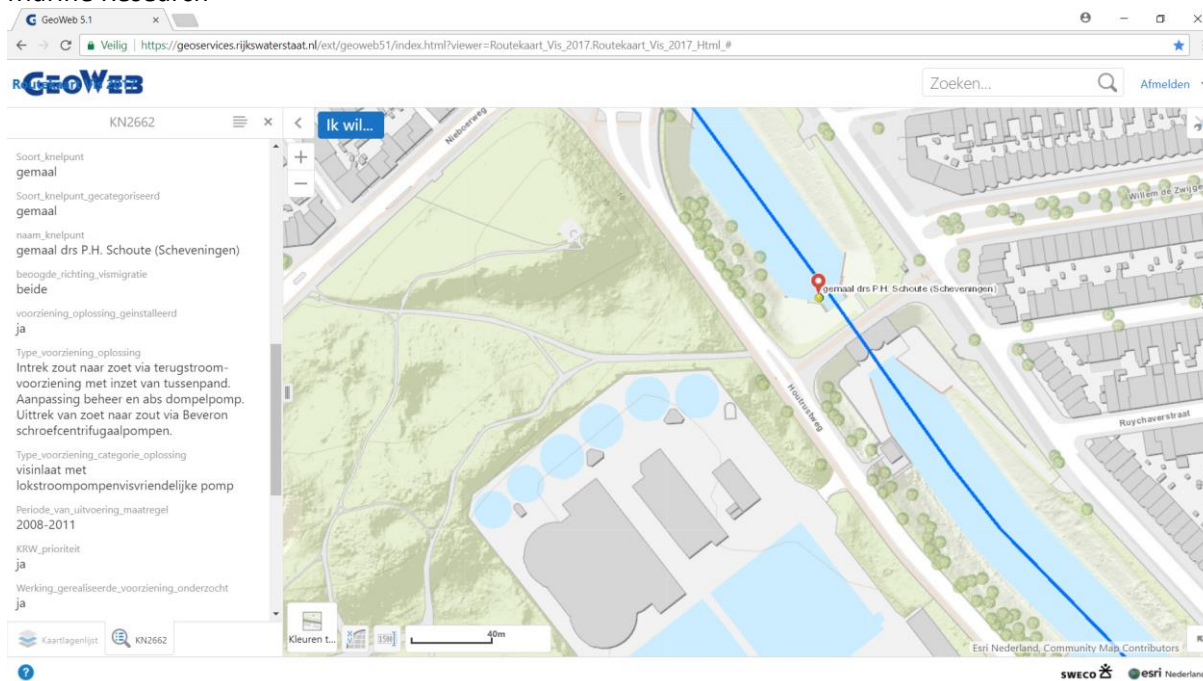 Marine Research
GeoWeb 5.1
Veilig | https://geoservices.rijkswaterstaat.nl/ext/geoweb51/index.html?viewer=Routekaart_Vis_2017.Routekaart_Vis_2017_Html_#
GEOWEB
Zoeken...
Afmelden
KN2662
Ik wil...
Soort_knelpunt
gemaal
Soort_knelpunt_gecategoriseerd
gemaal
naam_knelpunt
gemaal drs P.H. Schoute (Scheveningen)
beoogde_richting_vismigratie
beide
voorziening_oplossing_geinstalleerd
ja
Type_voorziening_oplossing
Intrek zout naar zoet via terugstroom-
voorziening met inzet van tussenpand.
Aanpassing beheer en abs dompelpomp.
Uittrek van zoet naar zout via Beveron
schroefcentrifugaalpompen.
Type_voorziening_categorie_oplossing
visinlaat met
lokstroompompenvisvriendelijke pomp
Periode_van_uitvoering_maatregel
2008-2011
KRW_prioriteit
ja
Werking_gerealiseerde_voorziening_onderzocht
ja
Kaartlagenlijst
KN2662
Nieboerweg
Willem de Zwijge
gemaal drs P.H. Schoute (Scheveningen)
Houtrustweg
Ruychaverstraat
Kleuren t...
40m
Esri Nederland, Community Map Contributors
sweco
esri Nederlan